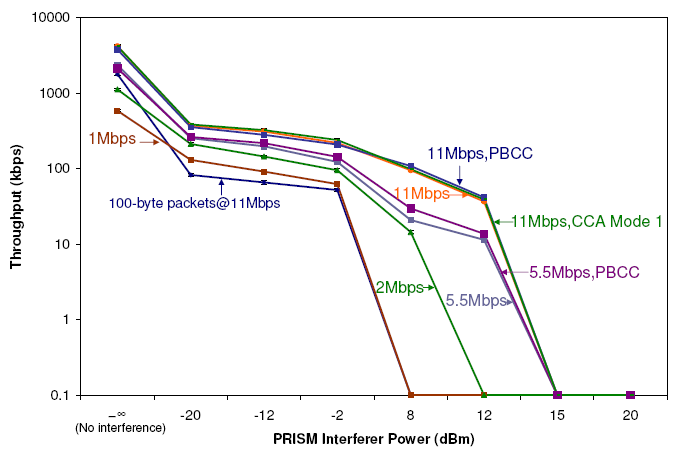 10000
1000
100
10
1
0.1
Throughput (kbps)
1Mbps
100-byte packets@11Mbps
11Mbps,PBCC
11Mbps
11Mbps,CCA Mode 1
5.5Mbps,PBCC
2Mbps
5.5Mbps
−∞ -20 -12 -2 8 12 15 20
(No interference)
PRISM Interferer Power (dBm)